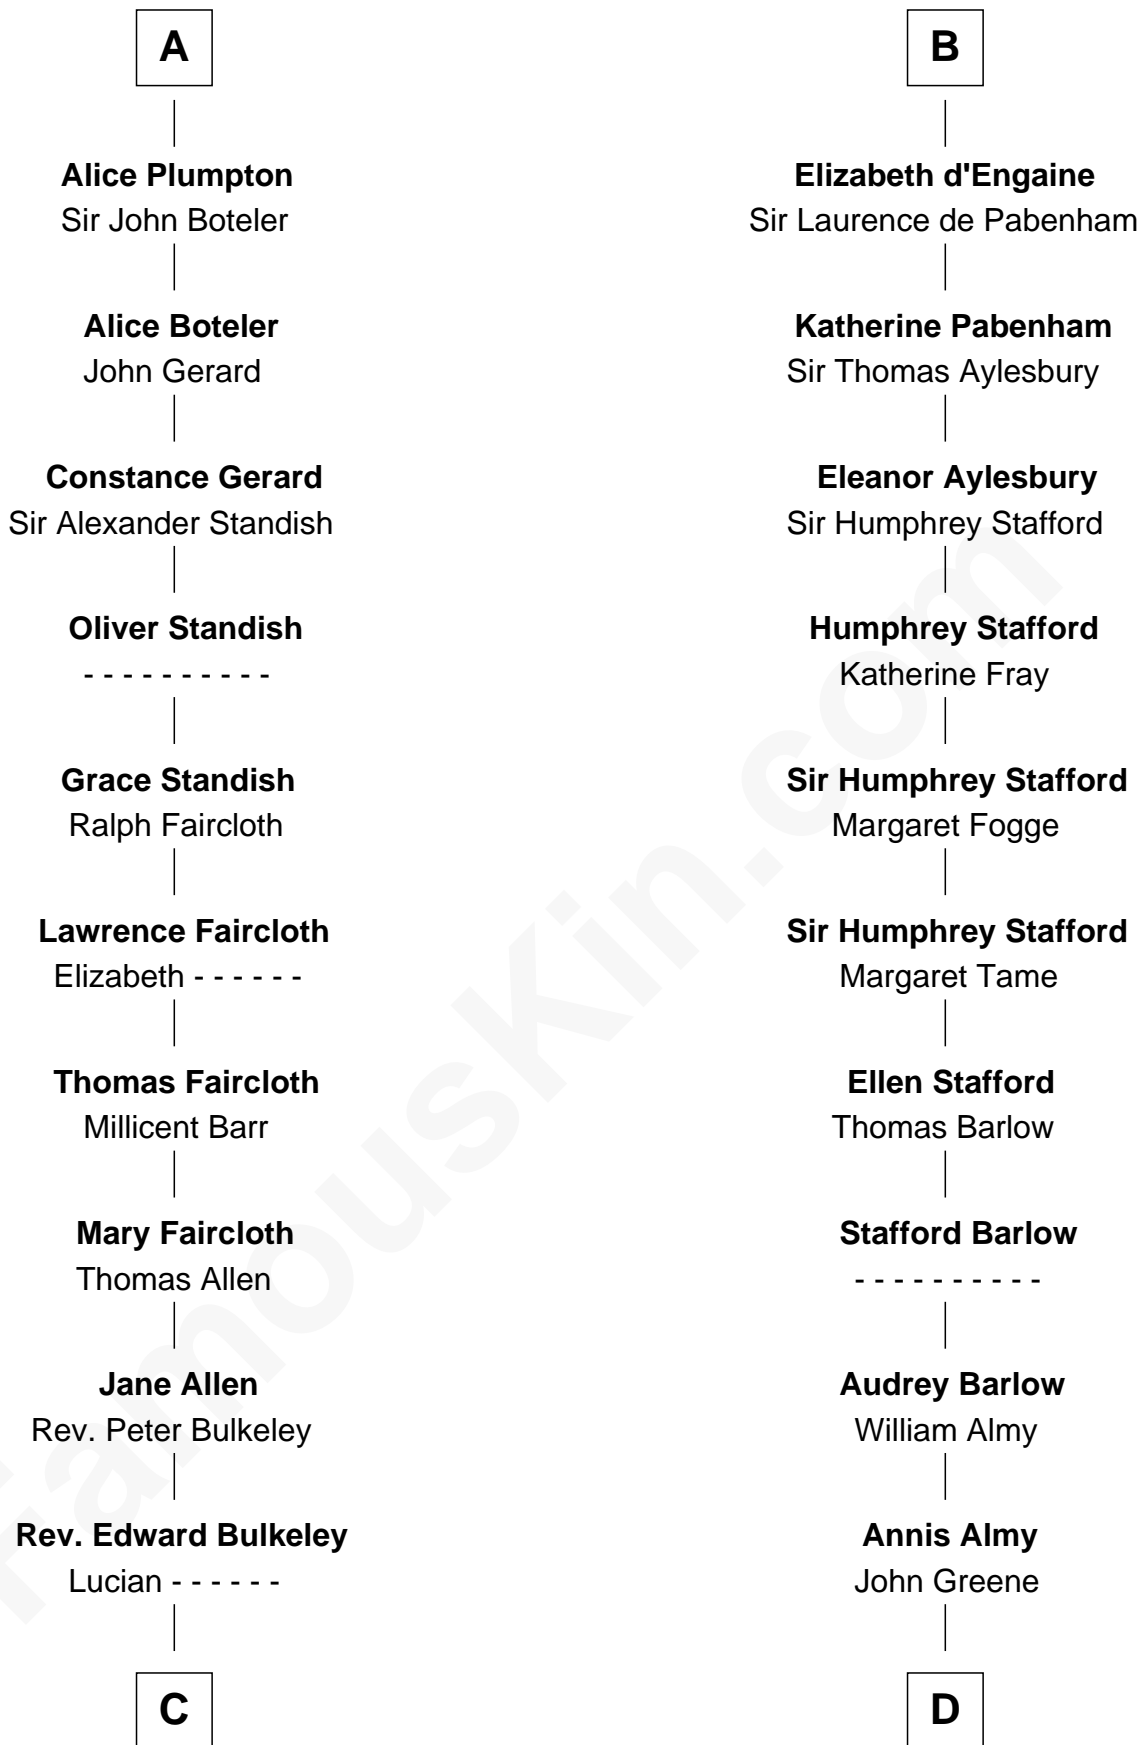 A
Alice Plumpton
Sir John Boteler
Alice Boteler
John Gerard
Constance Gerard
Sir Alexander Standish
Oliver Standish
- - - - - - - - - -
Grace Standish
Ralph Faircloth
Lawrence Faircloth
Elizabeth - - - - - -
Thomas Faircloth
Millicent Barr
Mary Faircloth
Thomas Allen
Jane Allen
Rev. Peter Bulkeley
Rev. Edward Bulkeley
Lucian - - - - - -
C
B
Elizabeth d'Engaine
Sir Laurence de Pabenham
Katherine Pabenham
Sir Thomas Aylesbury
Eleanor Aylesbury
Sir Humphrey Stafford
Humphrey Stafford
Katherine Fray
Sir Humphrey Stafford
Margaret Fogge
Sir Humphrey Stafford
Margaret Tame
Ellen Stafford
Thomas Barlow
Stafford Barlow
- - - - - - - - - -
Audrey Barlow
William Almy
Annis Almy
John Greene
D
FamousKin.com